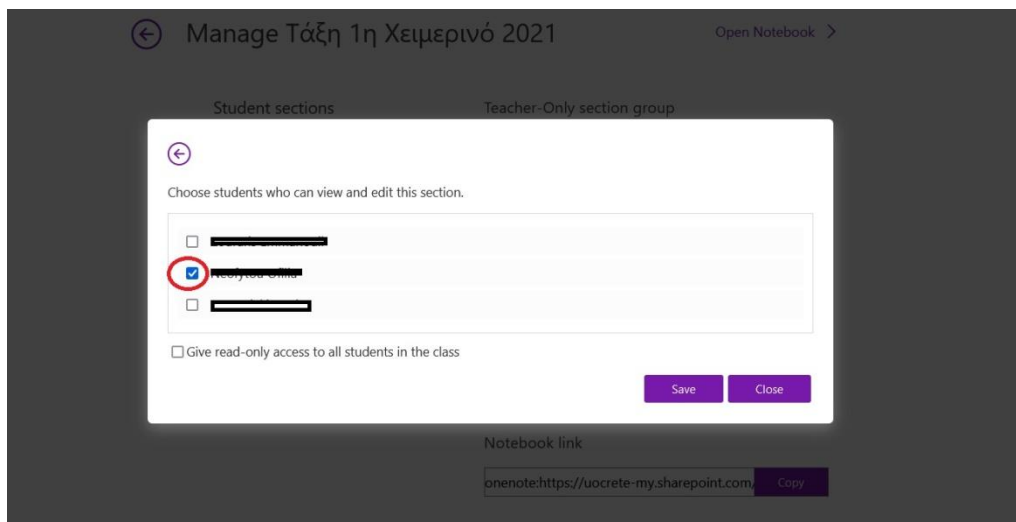 Manage Τάξη 1η Χειμερινό 2021
Open Notebook >
Student sections
Teacher-Only section group
Choose students who can view and edit this section.
Give read-only access to all students in the class
Save
Close
Notebook link
onenote:https://uocrete-my.sharepoint.com/
Copy